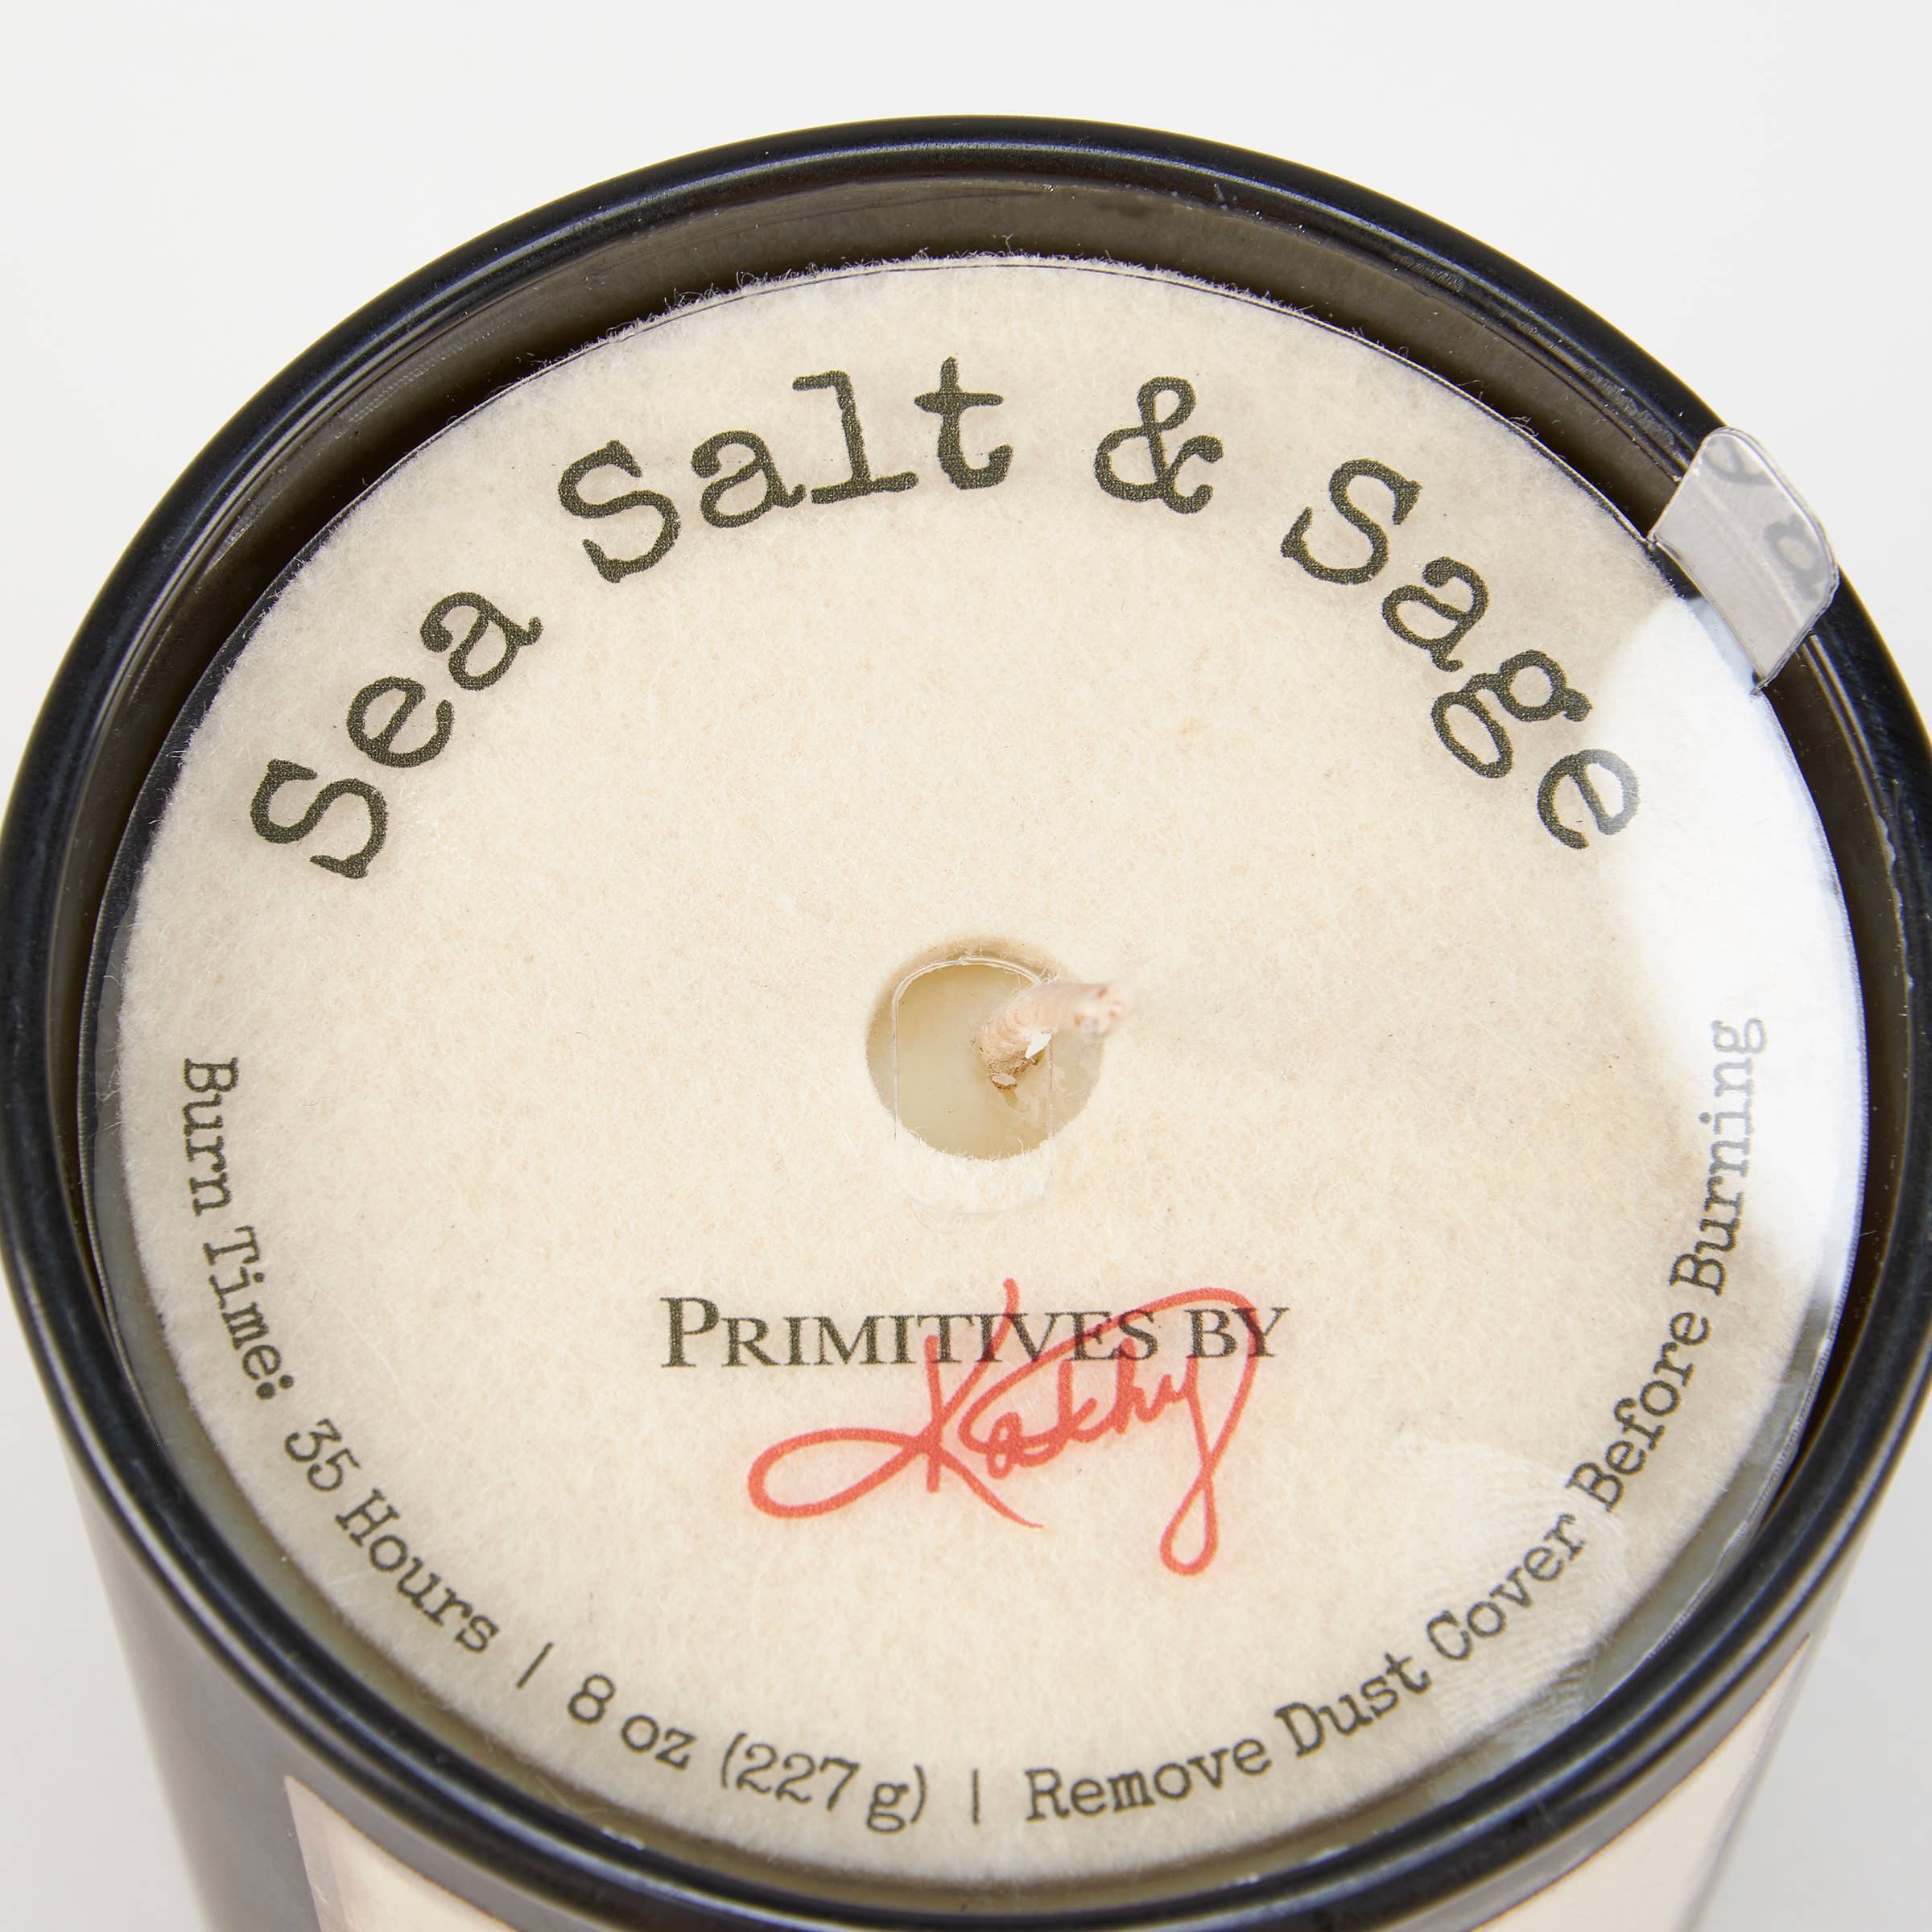 Sea Salt & Sage
PRIMITIVES BY
Kathy
Burn Time: 35 Hours | 8 oz (227 g) | Remove Dust Cover Before Burning